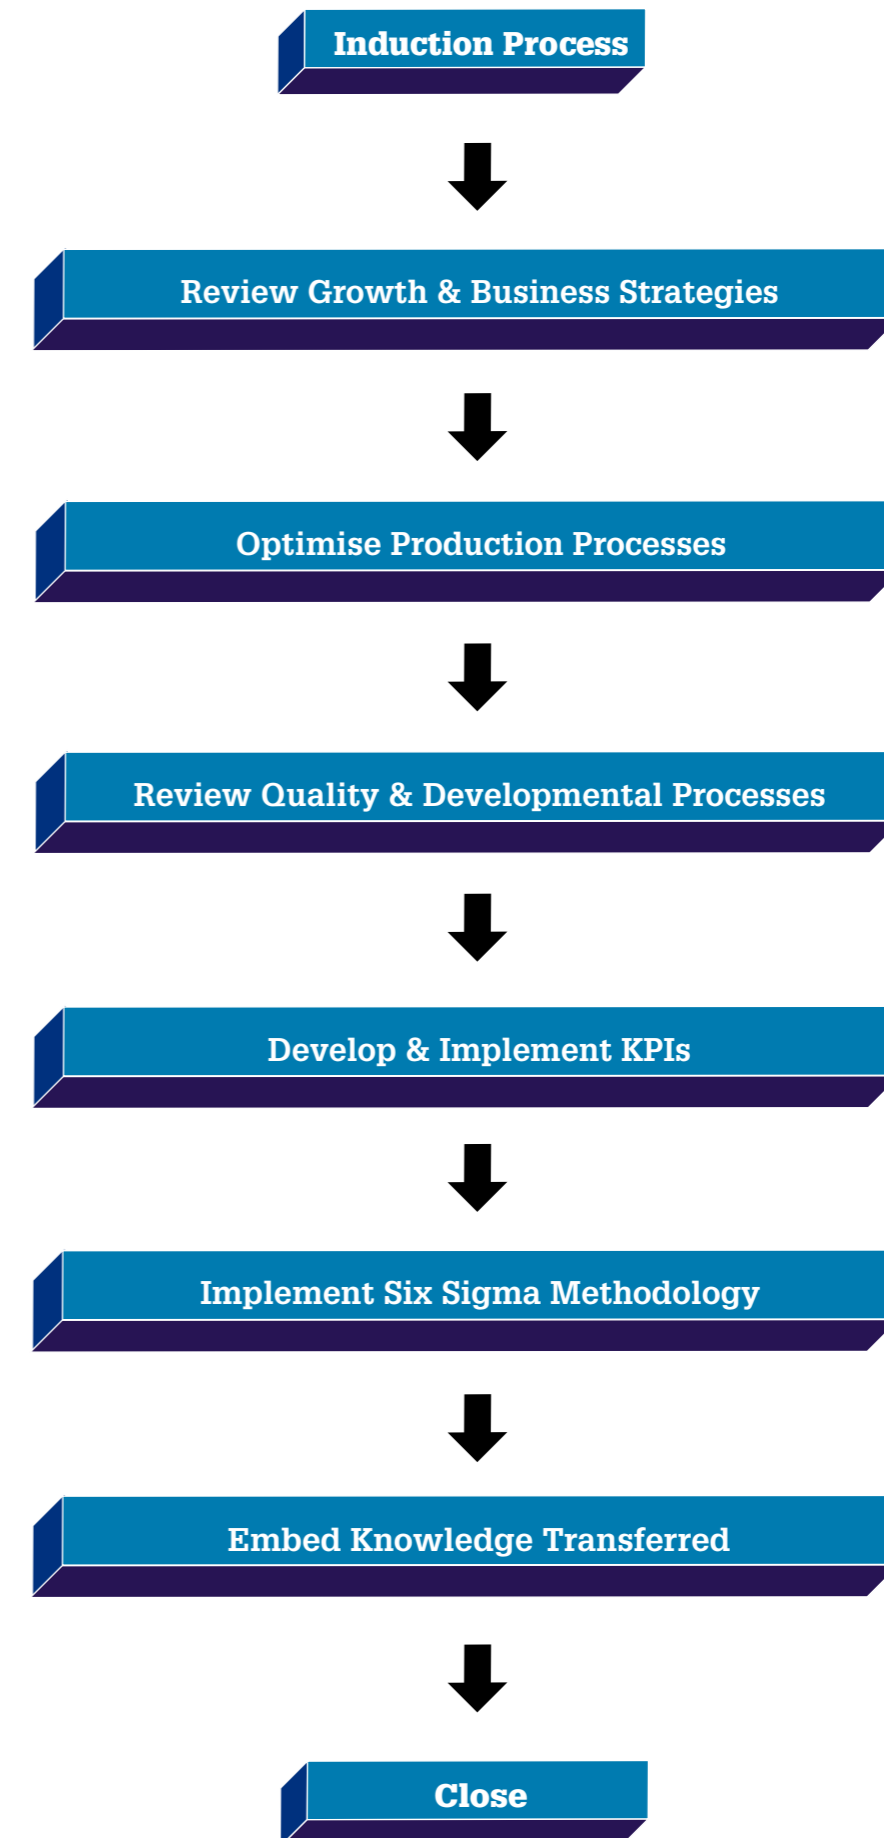 Induction Process
Review Growth & Business Strategies
Optimise Production Processes
Review Quality & Developmental Processes
Develop & Implement KPIs
Implement Six Sigma Methodology
Embed Knowledge Transferred
Close